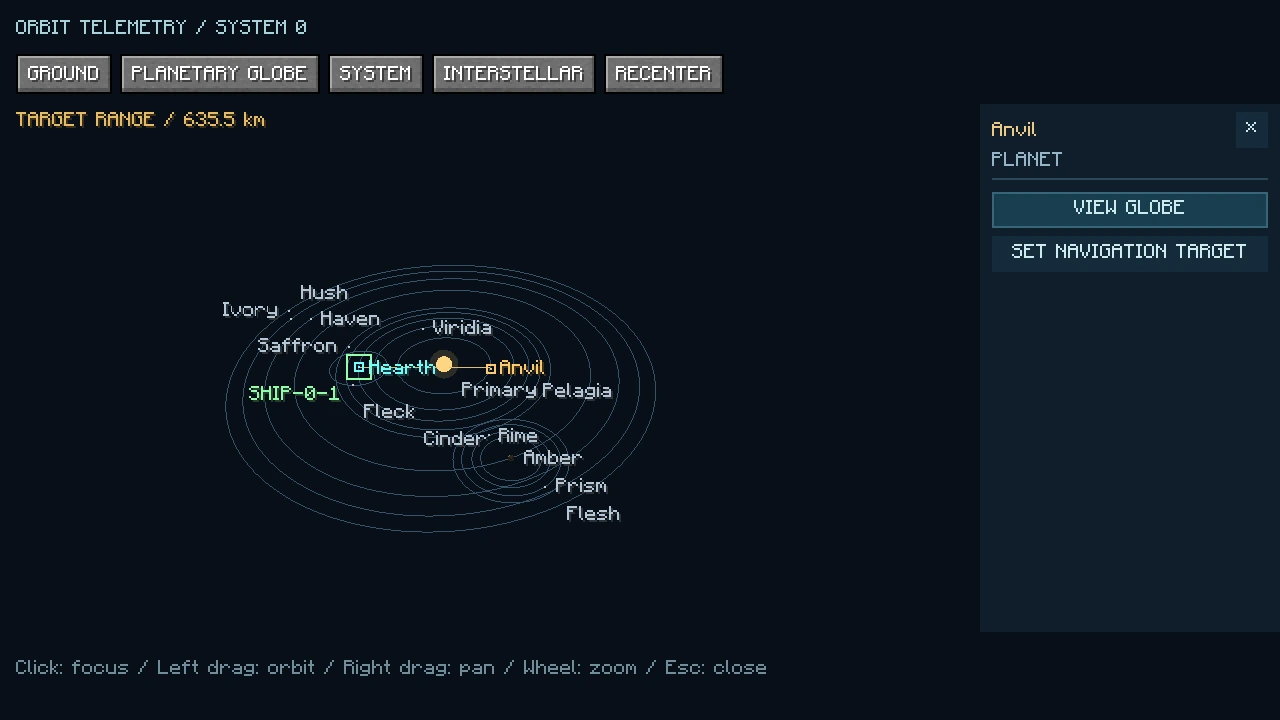 ORBIT TELEMETRY / SYSTEM 0
GROUND
PLANETARY GLOBE
SYSTEM
INTERSTELLAR
RECENTER
TARGET RANGE / 635.5 km
Anvil
×
PLANET
VIEW GLOBE
SET NAVIGATION TARGET
Hush
Ivory
Haven
Viridia
Saffron
Hearth
Anvil
SHIP-0-1
Primary
Pelagia
Fleck
Cinder
Rime
Amber
Prism
Flesh
Click: focus / Left drag: orbit / Right drag: pan / Wheel: zoom / Esc: close